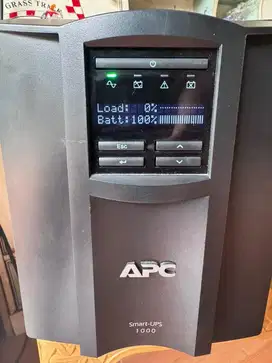 GRASS TRA
Load: 0%
Batt:100%
Esc
APC
Smart-UPS
1000